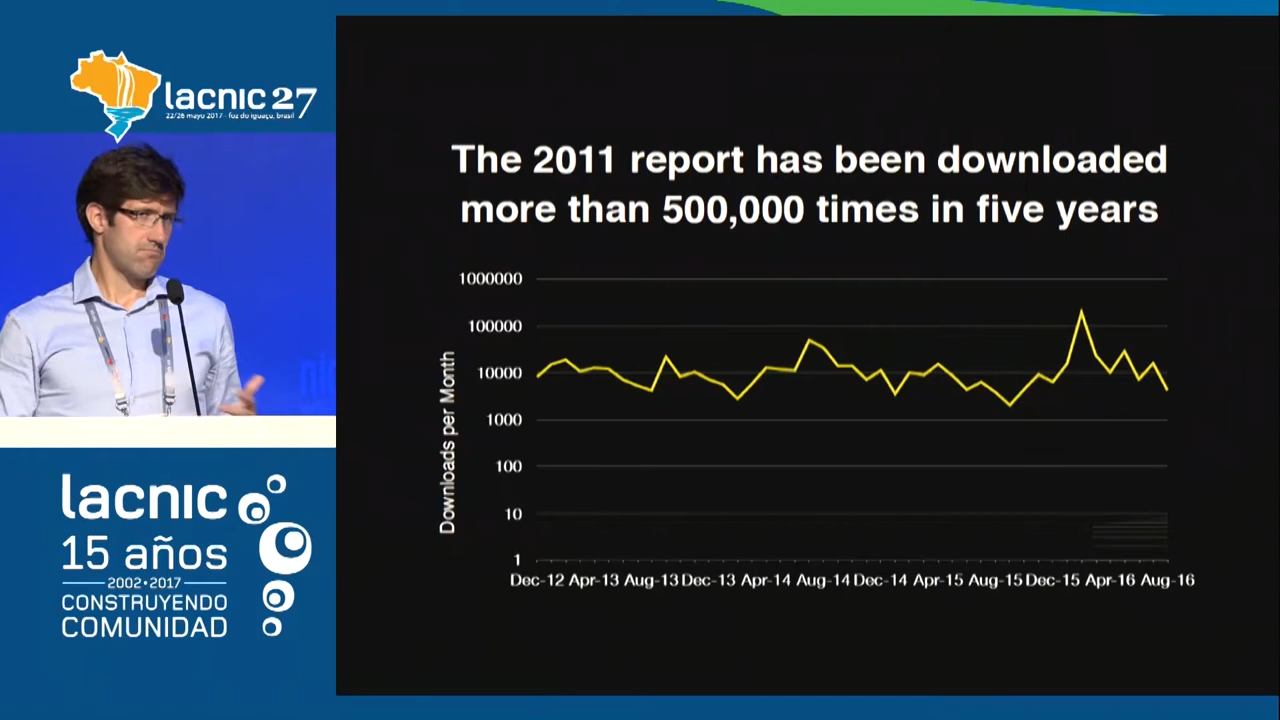 lacnic 27
22/26 mayo 2017 - foz do iguaçu, brasil
lacnic
15 años
2002•2017
CONSTRUYENDO
COMUNIDAD
The 2011 report has been downloaded
more than 500,000 times in five years
Downloads per Month
1000000
100000
10000
1000
100
10
1
Dec-12 Apr-13 Aug-13 Dec-13 Apr-14 Aug-14 Dec-14 Apr-15 Aug-15 Dec-15 Apr-16 Aug-16